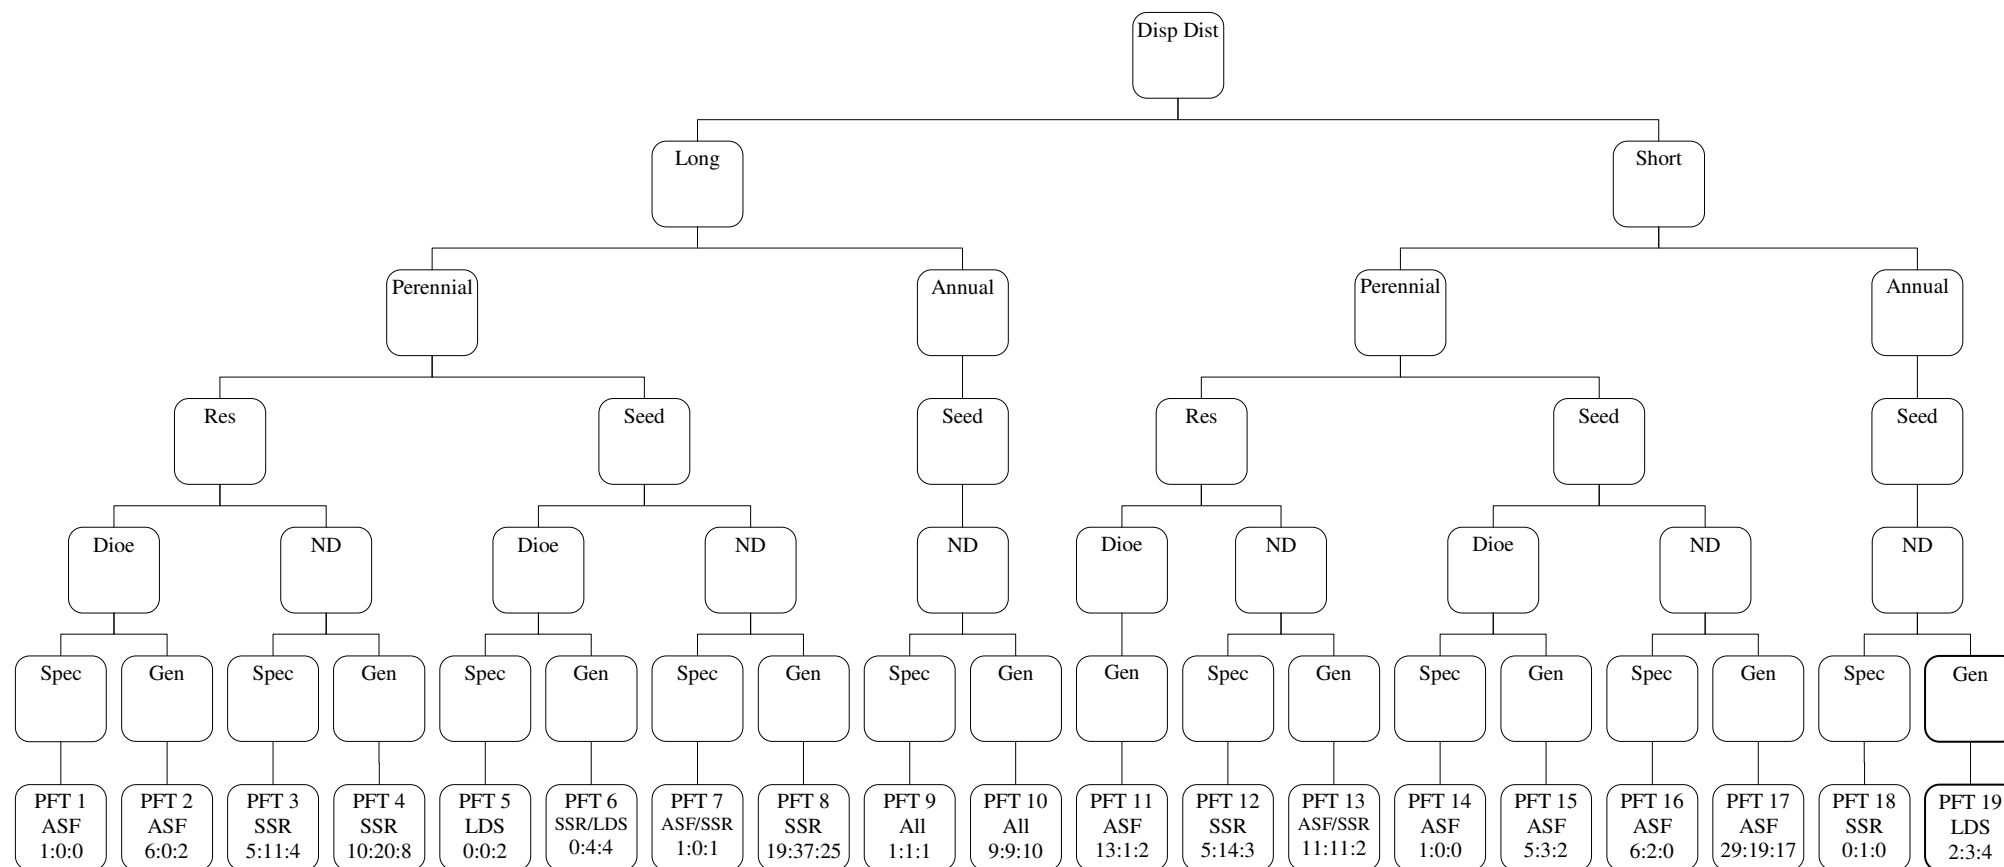 Disp Dist
Long
Short
Perennial
Annual
Perennial
Annual
Res
Seed
Seed
Res
Seed
Seed
Dioe
ND
Dioe
ND
ND
Dioe
ND
Dioe
ND
ND
Spec
Gen
Spec
Gen
Spec
Gen
Spec
Gen
Spec
Gen
Gen
Spec
Gen
Spec
Gen
Spec
Gen
Spec
Gen
PFT 1
ASF
1:0:0
PFT 2
ASF
6:0:2
PFT 3
SSR
5:11:4
PFT 4
SSR
10:20:8
PFT 5
LDS
0:0:2
PFT 6
SSR/LDS
0:4:4
PFT 7
ASF/SSR
1:0:1
PFT 8
SSR
19:37:25
PFT 9
All
1:1:1
PFT 10
All
9:9:10
PFT 11
ASF
13:1:2
PFT 12
SSR
5:14:3
PFT 13
ASF/SSR
11:11:2
PFT 14
ASF
1:0:0
PFT 15
ASF
5:3:2
PFT 16
ASF
6:2:0
PFT 17
ASF
29:19:17
PFT 18
SSR
0:1:0
PFT 19
LDS
2:3:4